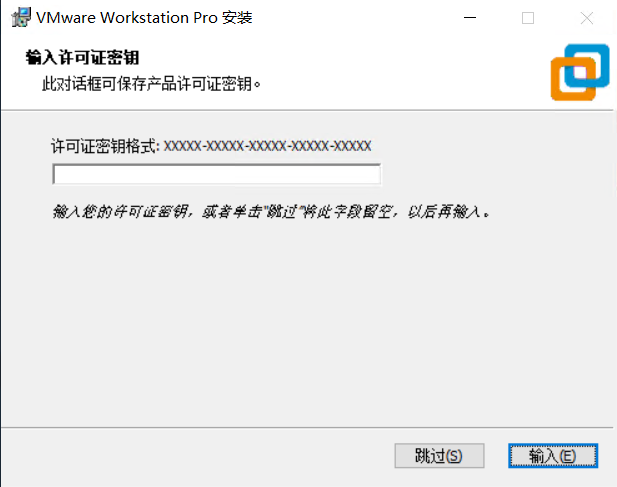 VMware Workstation Pro 安装
输入许可证密钥
此对话框可保存产品许可证密钥。
许可证密钥格式: XXXXX-XXXXX-XXXXX-XXXXX-XXXXX
输入您的许可证密钥，或者单击"跳过"将此字段留空，以后再输入。
跳过(S) 输入(E)